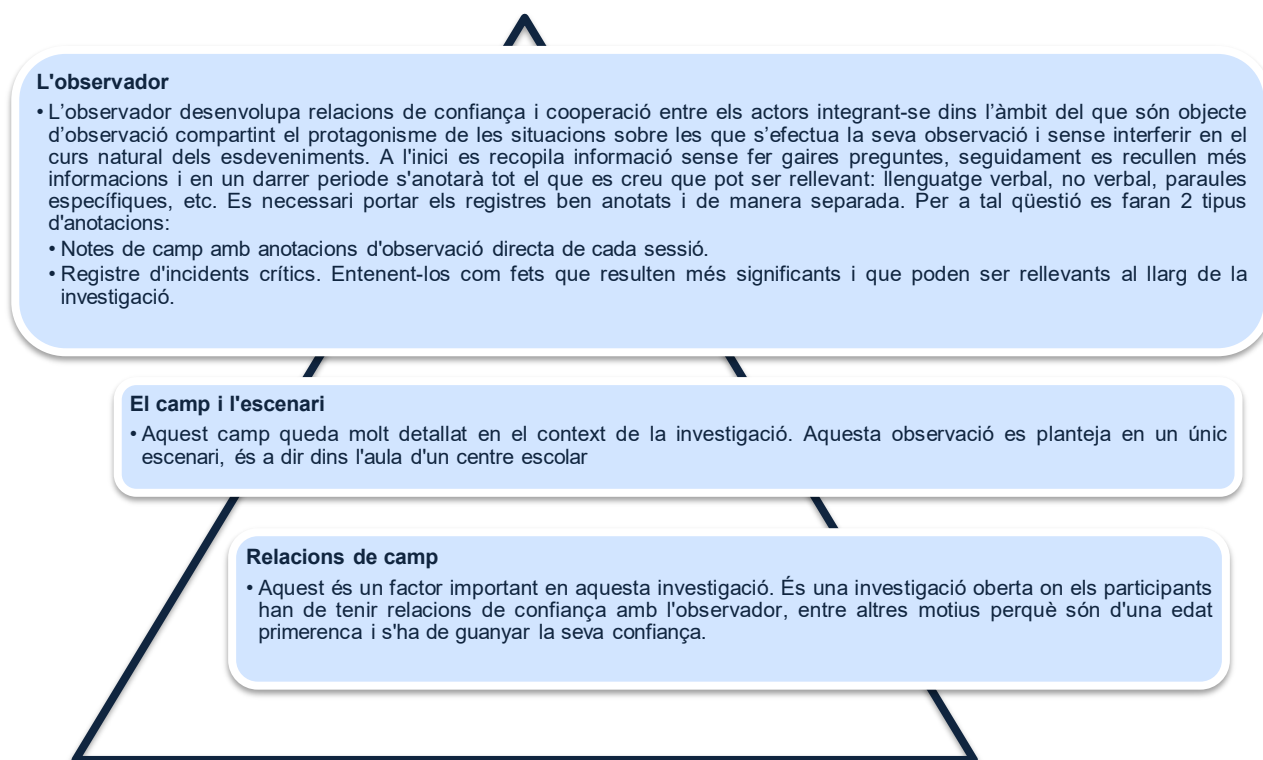 L'observador
• L’observador desenvolupa relacions de confiança i cooperació entre els actors integrant-se dins l’àmbit del que són objecte
d’observació compartint el protagonisme de les situacions sobre les que s’efectua la seva observació i sense interferir en el
curs natural dels esdeveniments. A l'inici es recopila informació sense fer gaires preguntes, seguidament es recullen més
informacions i en un darrer periode s'anotarà tot el que es creu que pot ser rellevant: llenguatge verbal, no verbal, paraules
específiques, etc. Es necessari portar els registres ben anotats i de manera separada. Per a tal qüestió es faran 2 tipus
d'anotacions:
• Notes de camp amb anotacions d'observació directa de cada sessió.
• Registre d'incidents crítics. Entenent-los com fets que resulten més significants i que poden ser rellevants al llarg de la
investigació.
El camp i l'escenari
• Aquest camp queda molt detallat en el context de la investigació. Aquesta observació es planteja en un únic
escenari, és a dir dins l'aula d'un centre escolar
Relacions de camp
• Aquest és un factor important en aquesta investigació. És una investigació oberta on els participants
han de tenir relacions de confiança amb l'observador, entre altres motius perquè són d'una edat
primerenca i s'ha de guanyar la seva confiança.